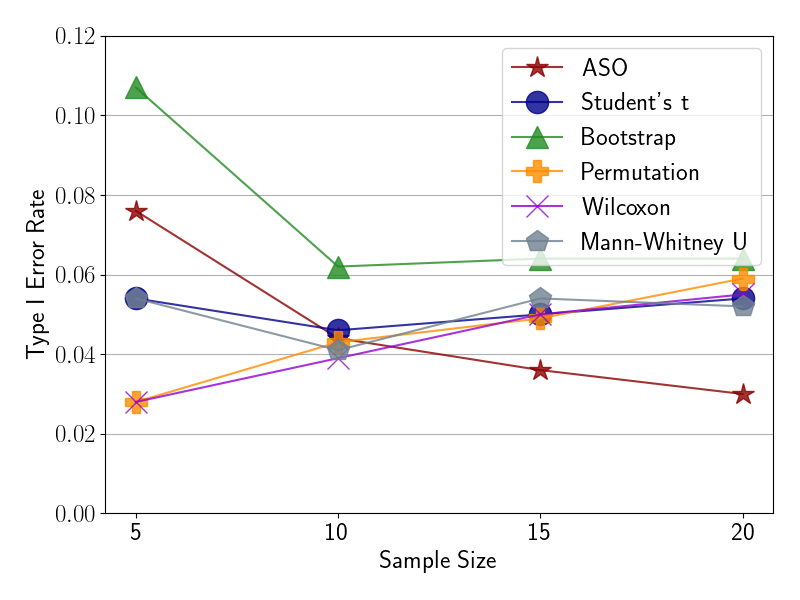 0.12
0.10
0.08
0.06
0.04
0.02
0.00
Type I Error Rate
ASO
Student's t
Bootstrap
Permutation
Wilcoxon
Mann-Whitney U
5
10
15
20
Sample Size